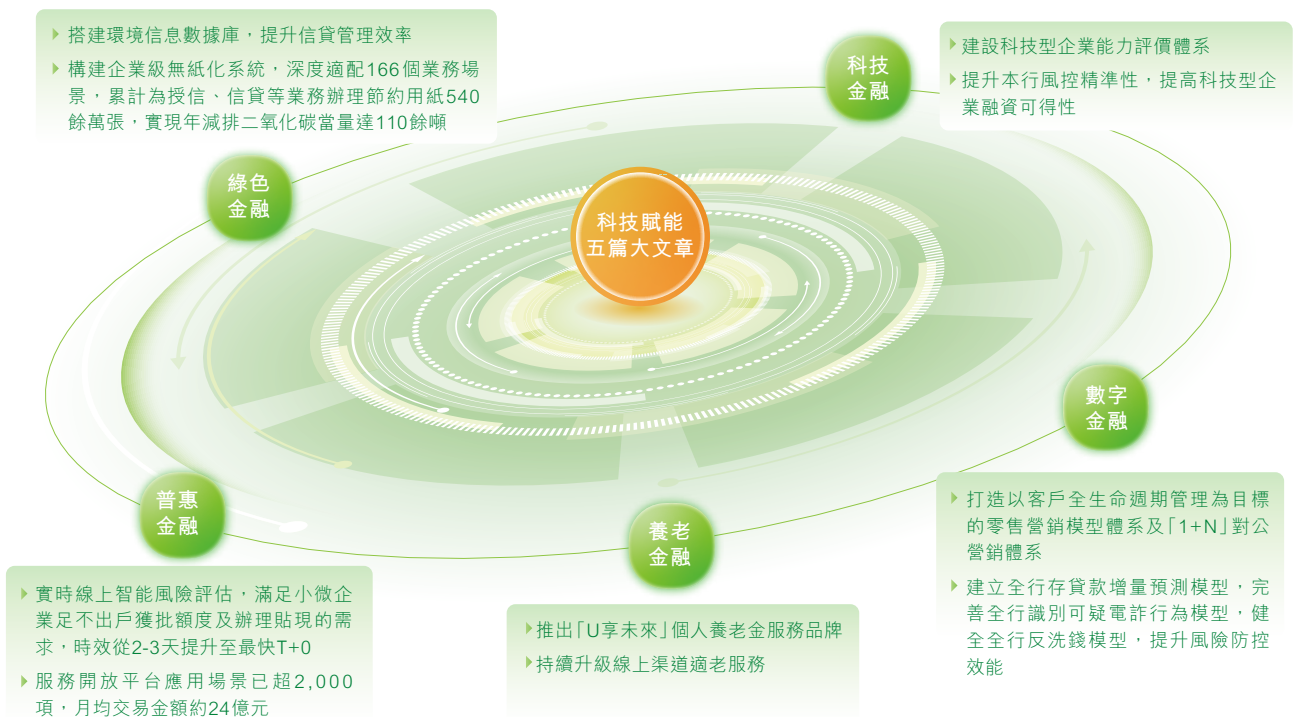 搭建環境信息數據庫，提升信貸管理效率
構建企業級無紙化系統，深度適配166個業務場
景，累計為授信、信貸等業務辦理節約用紙540
餘萬張，實現年減排二氧化碳當量達110餘噸
綠色
金融
科技
金融
建設科技型企業能力評價體系
提升本行風控精準性，提高科技型企
業融資可得性
科技賦能
五篇大文章
數字
金融
打造以客戶全生命週期管理為目標
的零售營銷模型體系及「1+N」對公
營銷體系
建立全行存貸款增量預測模型，完
善全行識別可疑電詐行為模型，健
全全行反洗錢模型，提升風險防控
效能
普惠
金融
實時線上智能風險評估，滿足小微企
業足不出戶獲批額度及辦理貼現的需
求，時效從2-3天提升至最快T+0
服務開放平台應用場景已超2,000
項，月均交易金額約24億元
養老
金融
推出「U享未來」個人養老金服務品牌
持續升級線上渠道適老服務